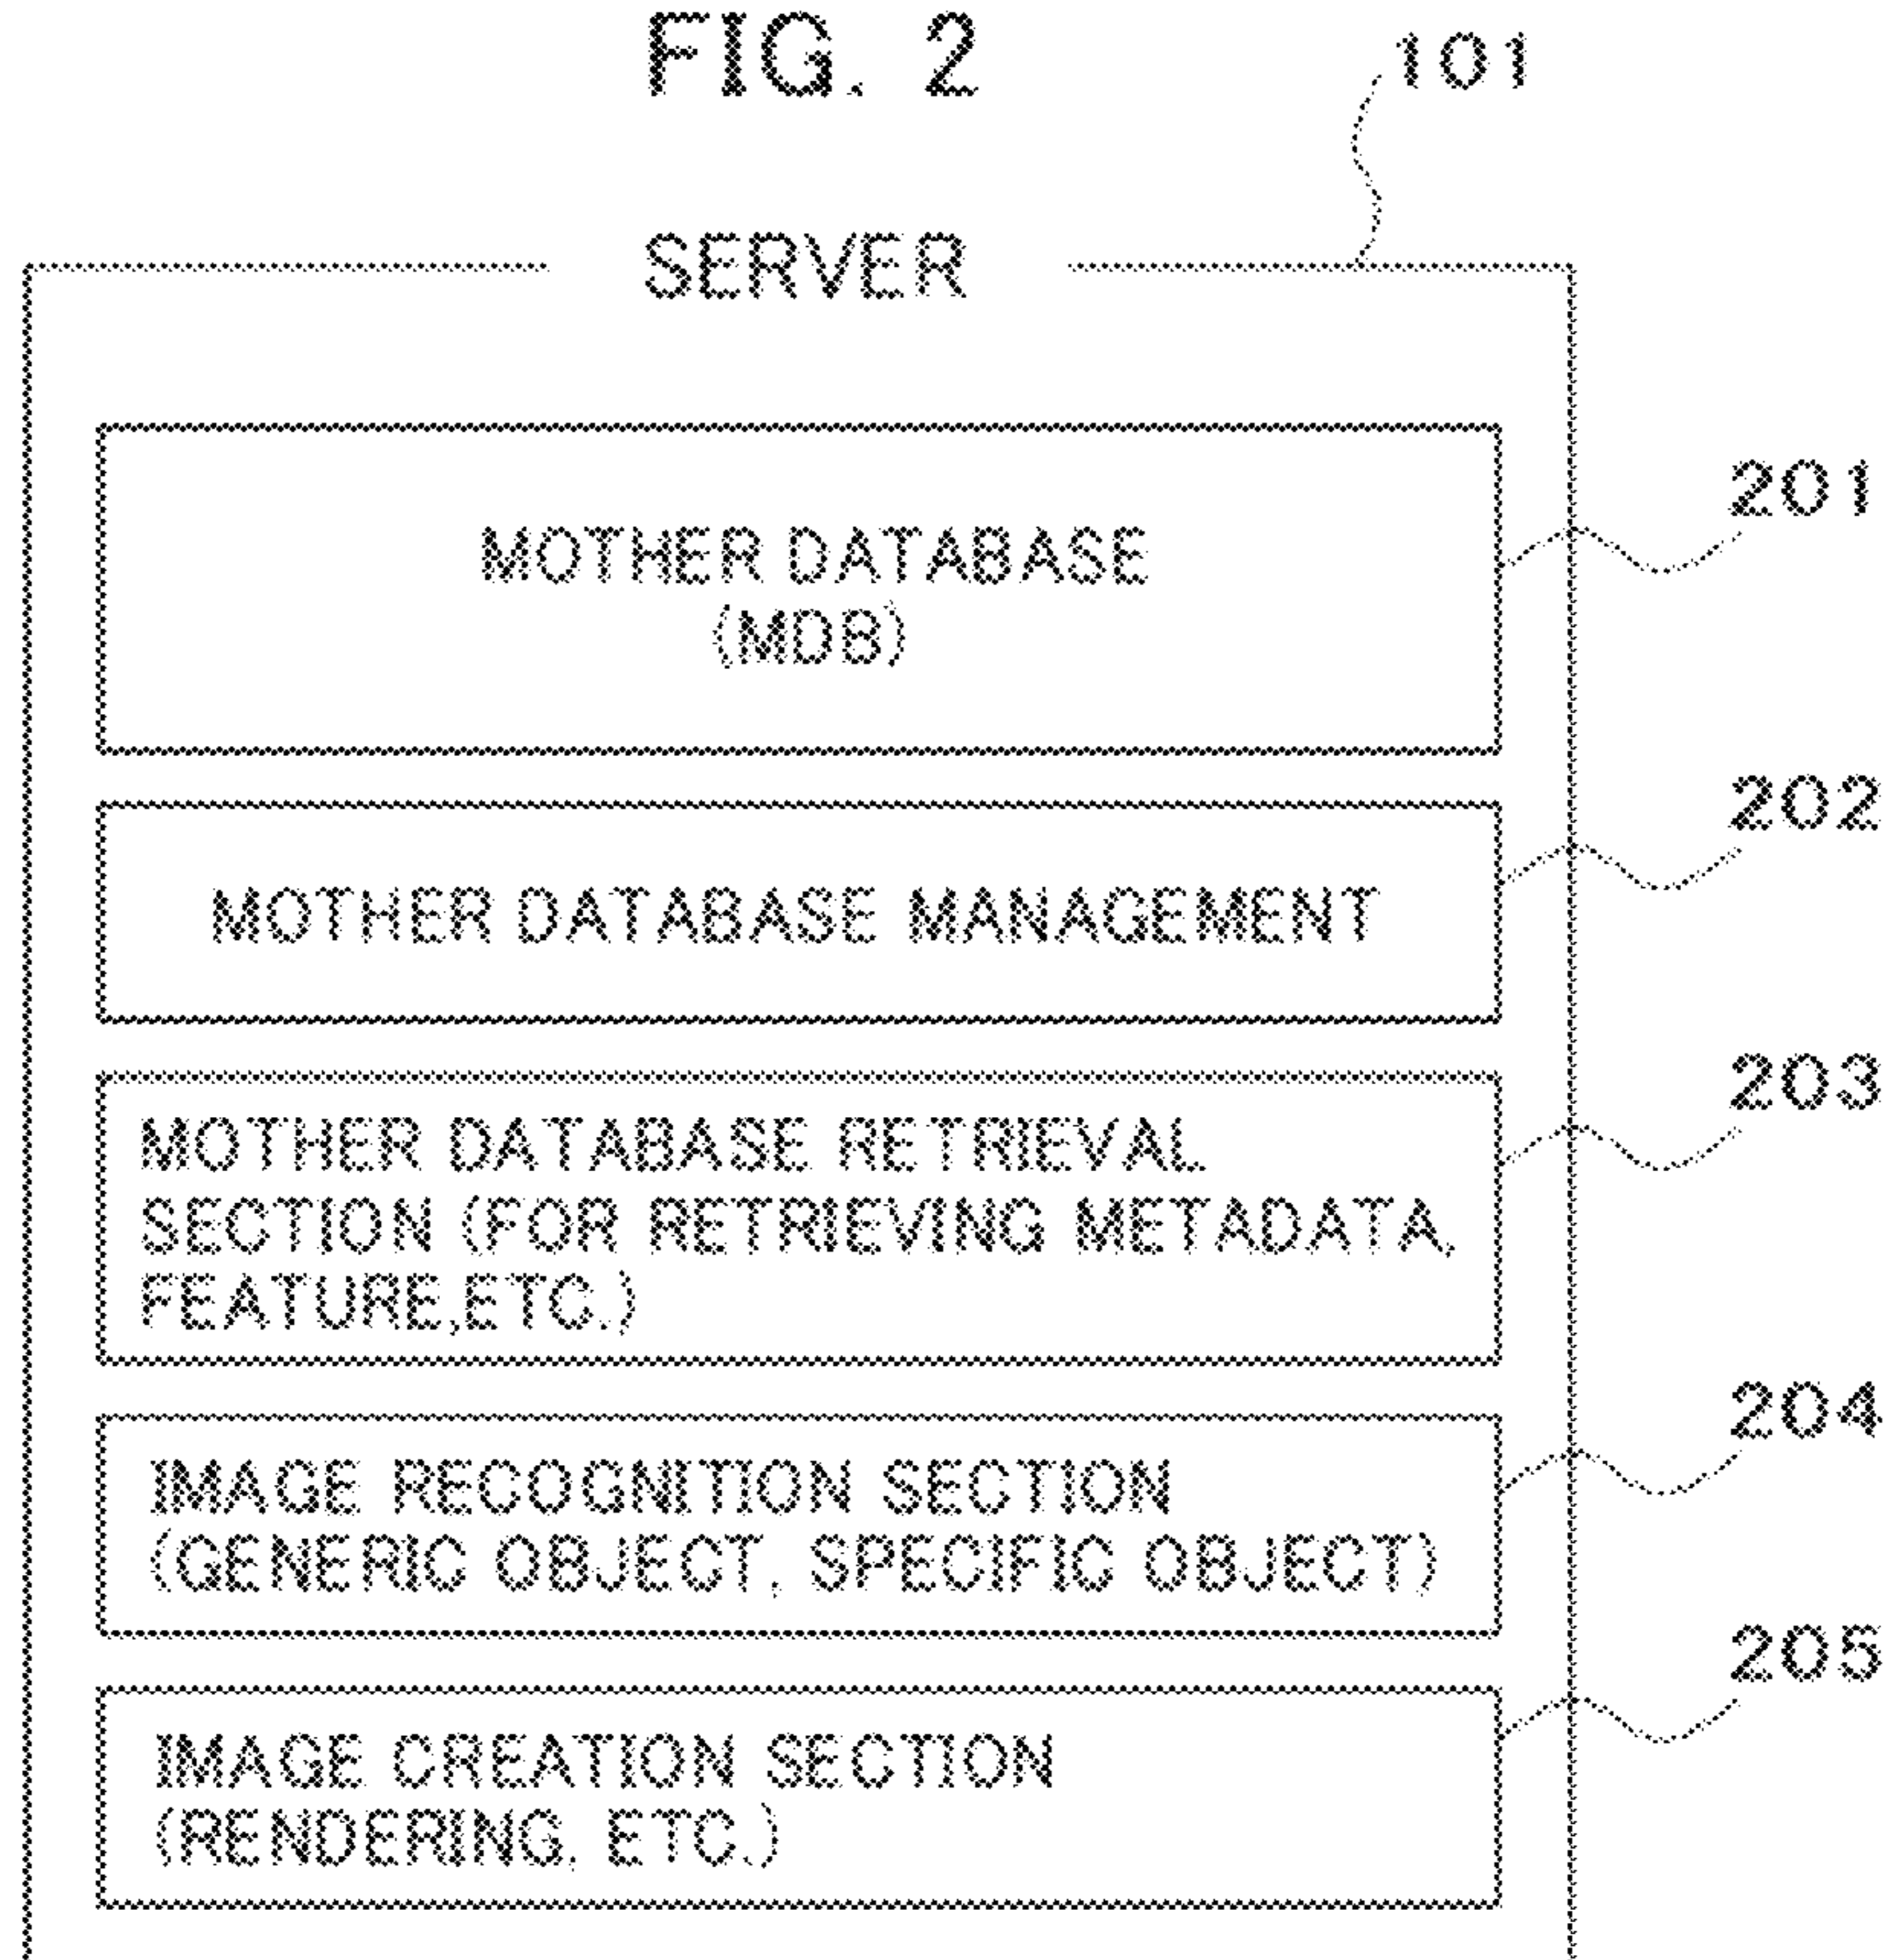 FIG. 2
101
SERVER
MOTHER DATABASE
(MDB)
201
MOTHER DATABASE MANAGEMENT
202
MOTHER DATABASE RETRIEVAL
SECTION (FOR RETRIEVING METADATA,
FEATURE,ETC.)
203
IMAGE RECOGNITION SECTION
(GENERIC OBJECT, SPECIFIC OBJECT)
204
IMAGE CREATION SECTION
(RENDERING, ETC.)
205